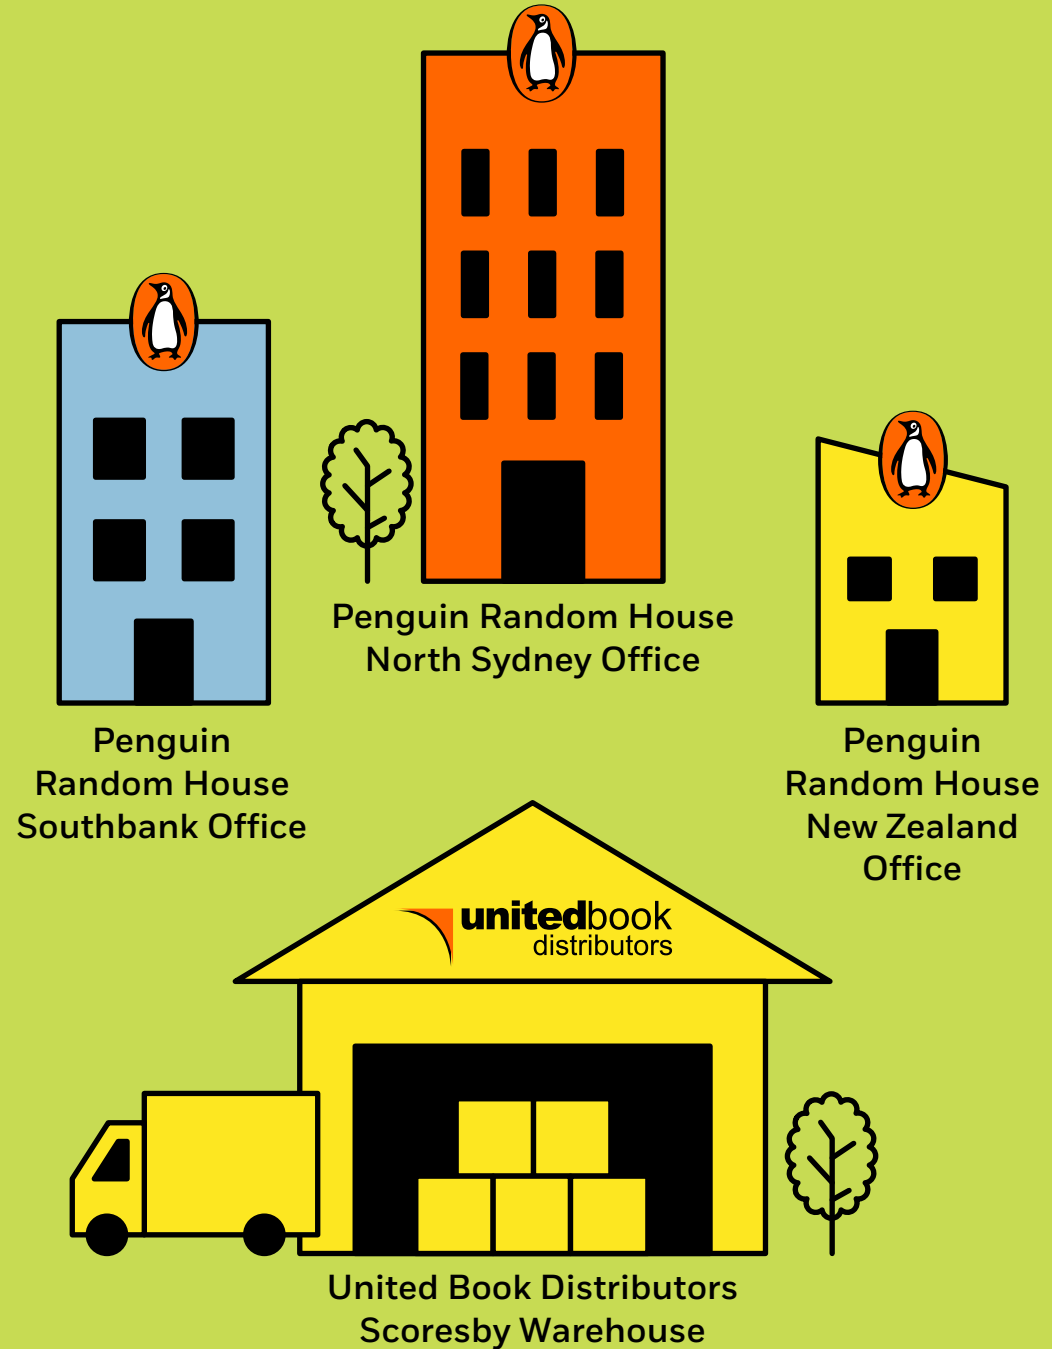 Penguin Random House
North Sydney Office
Penguin
Random House
Southbank Office
Penguin
Random House
New Zealand
Office
unitedbook
distributors
United Book Distributors
Scoresby Warehouse